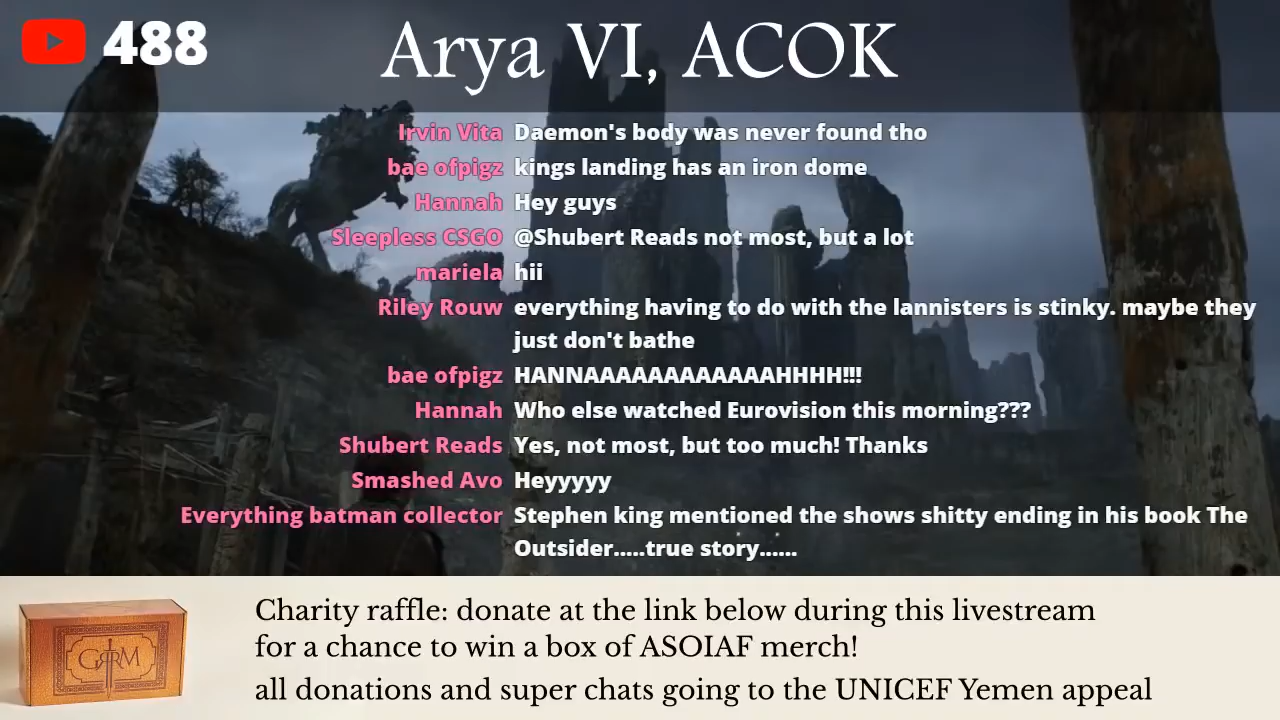 488
Arya VI, ACOK
Irvin Vita Daemon's body was never found tho
bae ofpigz kings landing has an iron dome
Hannah Hey guys
Sleepless CSGO @Shubert Reads not most, but a lot
mariela hii
Riley Rouw everything having to do with the lannisters is stinky. maybe they
just don't bathe
bae ofpigz HANNAAAAAAAAAAAAHHHH!!!
Hannah Who else watched Eurovision this morning???
Shubert Reads Yes, not most, but too much! Thanks
Smashed Avo Heyyyyy
Everything batman collector Stephen king mentioned the shows shitty ending in his book The
Outsider.....true story......
Charity raffle: donate at the link below during this livestream
for a chance to win a box of ASOIAF merch!
all donations and super chats going to the UNICEF Yemen appeal
GRRM